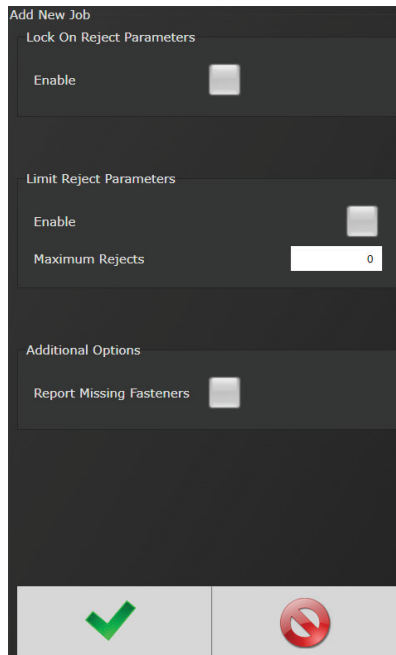 Add New Job
Lock On Reject Parameters
Enable
Limit Reject Parameters
Enable
Maximum Rejects 0
Additional Options
Report Missing Fasteners